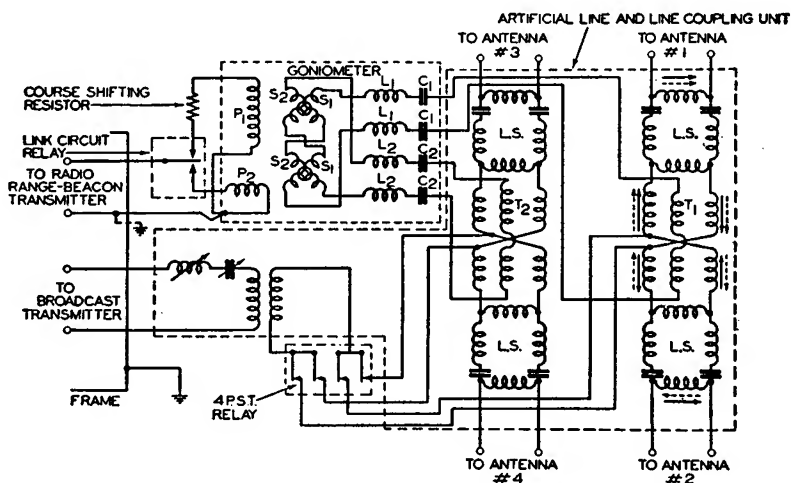 ARTIFICIAL LINE AND LINE COUPLING UNIT
TO ANTENNA
#3
TO ANTENNA
#1
GONIOMETER
COURSE SHIFTING
RESISTOR
LINK CIRCUIT
RELAY
TO RADIO
RANGE-BEACON
TRANSMITTER
P1
P2
S2
S1
S2
S1
L1
C1
L1
C1
L2
C2
L2
C2
L.S.
L.S.
T2
T1
TO
BROADCAST
TRANSMITTER
L.S.
L.S.
FRAME
4 P.S.T.
RELAY
TO ANTENNA
#4
TO ANTENNA
#2